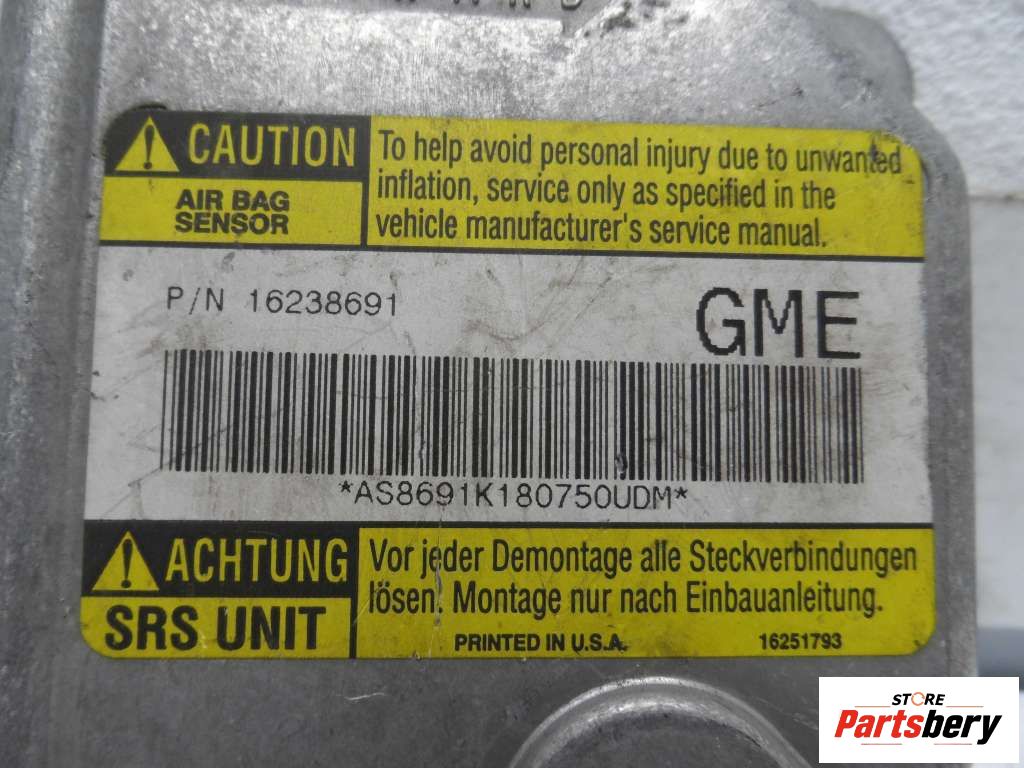 CAUTION
AIR BAG
SENSOR
To help avoid personal injury due to unwanted
inflation, service only as specified in the
vehicle manufacturer's service manual.
P/N 16238691
GME
*AS8691K180750UDM*
ACHTUNG
SRS UNIT
Vor jeder Demontage alle Steckverbindungen
lösen. Montage nur nach Einbauanleitung.
PRINTED IN U.S.A.
16251793
STORE
Partsbery